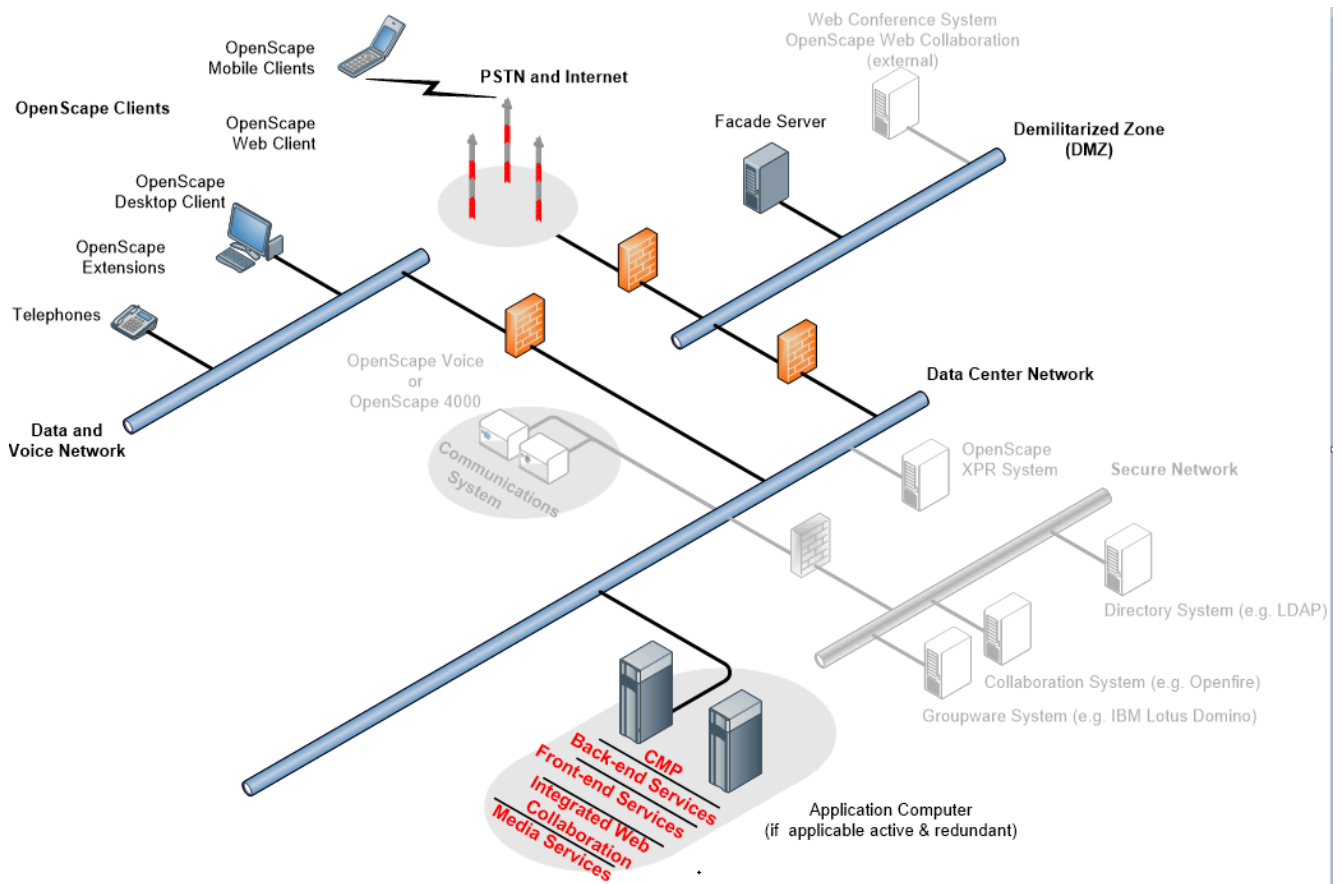 Web Conference System
OpenScape Web Collaboration
(external)
OpenScape
Mobile Clients
PSTN and Internet
OpenScape Clients
OpenScape
Web Client
Facade Server
Demilitarized Zone
(DMZ)
OpenScape
Desktop Client
OpenScape
Extensions
Telephones
OpenScape Voice
or
OpenScape 4000
Data Center Network
Data and
Voice Network
Communications
System
OpenScape
XPR System
Secure Network
Directory System (e.g. LDAP)
Collaboration System (e.g. Openfire)
Groupware System (e.g. IBM Lotus Domino)
CMP
Back-end Services
Front-end Services
Integrated Web
Collaboration
Media Services
Application Computer
(if applicable active & redundant)